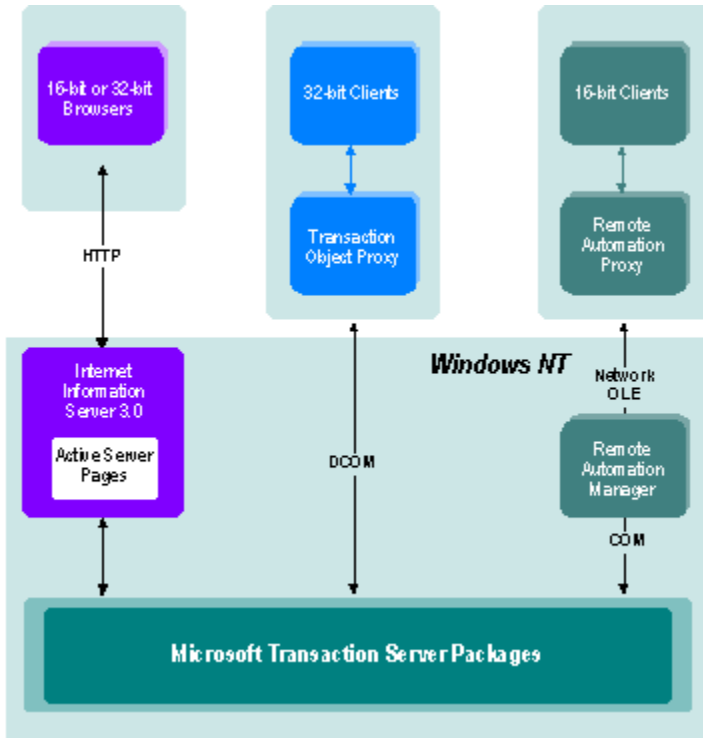 16-bit or 32-bit
Browsers
32-bit Clients
16-bit Clients
Transaction
Object Proxy
Remote
Automation
Proxy
HTTP
Windows NT
Internet
Information
Server 3.0
Active Server
Pages
Network
OLE
DCOM
Remote
Automation
Manager
COM
Microsoft Transaction Server Packages